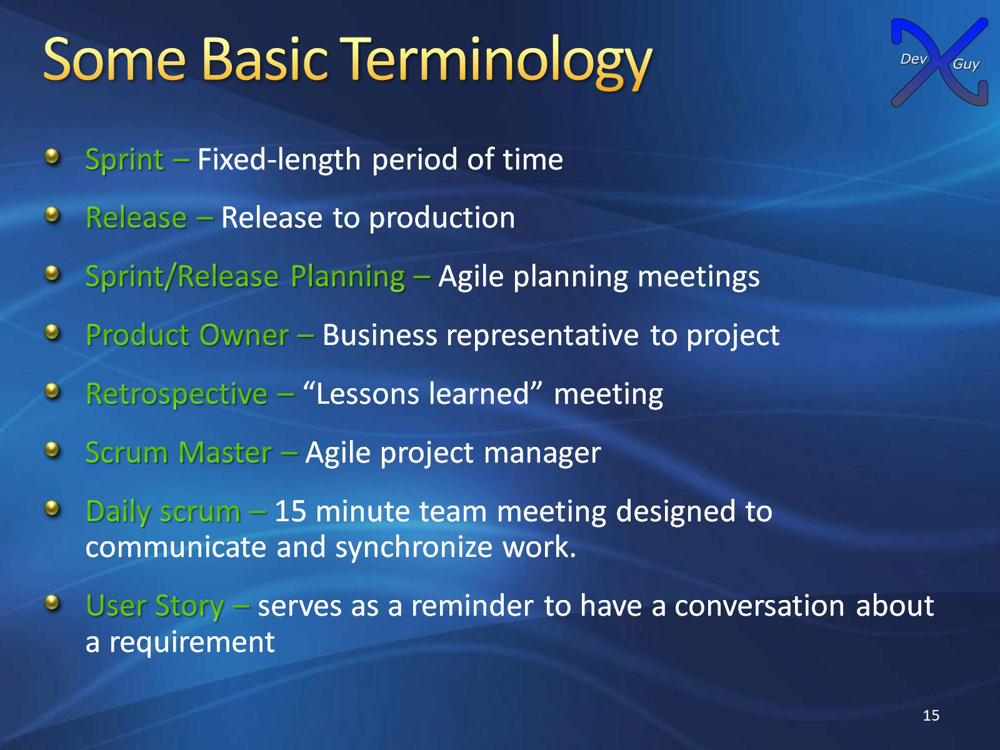 Some Basic Terminology
Dev Guy
Sprint – Fixed-length period of time
Release – Release to production
Sprint/Release Planning – Agile planning meetings
Product Owner – Business representative to project
Retrospective – “Lessons learned” meeting
Scrum Master – Agile project manager
Daily scrum – 15 minute team meeting designed to
communicate and synchronize work.
User Story – serves as a reminder to have a conversation about
a requirement
15